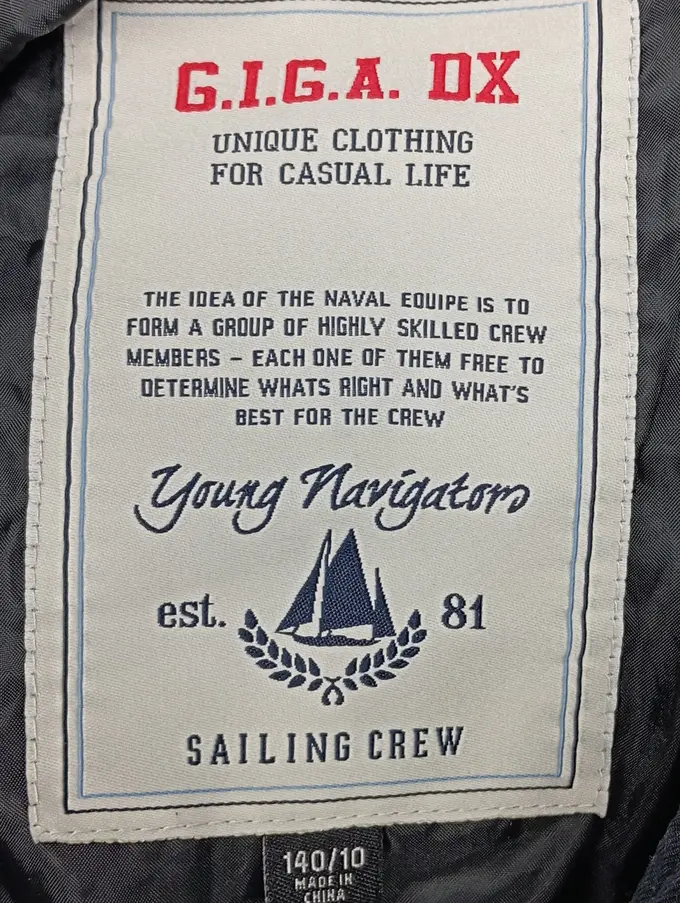 G.I.G.A. DX
UNIQUE CLOTHING
FOR CASUAL LIFE
THE IDEA OF THE NAVAL EQUIPE IS TO
FORM A GROUP OF HIGHLY SKILLED CREW
MEMBERS – EACH ONE OF THEM FREE TO
DETERMINE WHATS RIGHT AND WHAT'S
BEST FOR THE CREW
Young Navigators
est. 81
SAILING CREW
140/10
MADE IN
CHINA